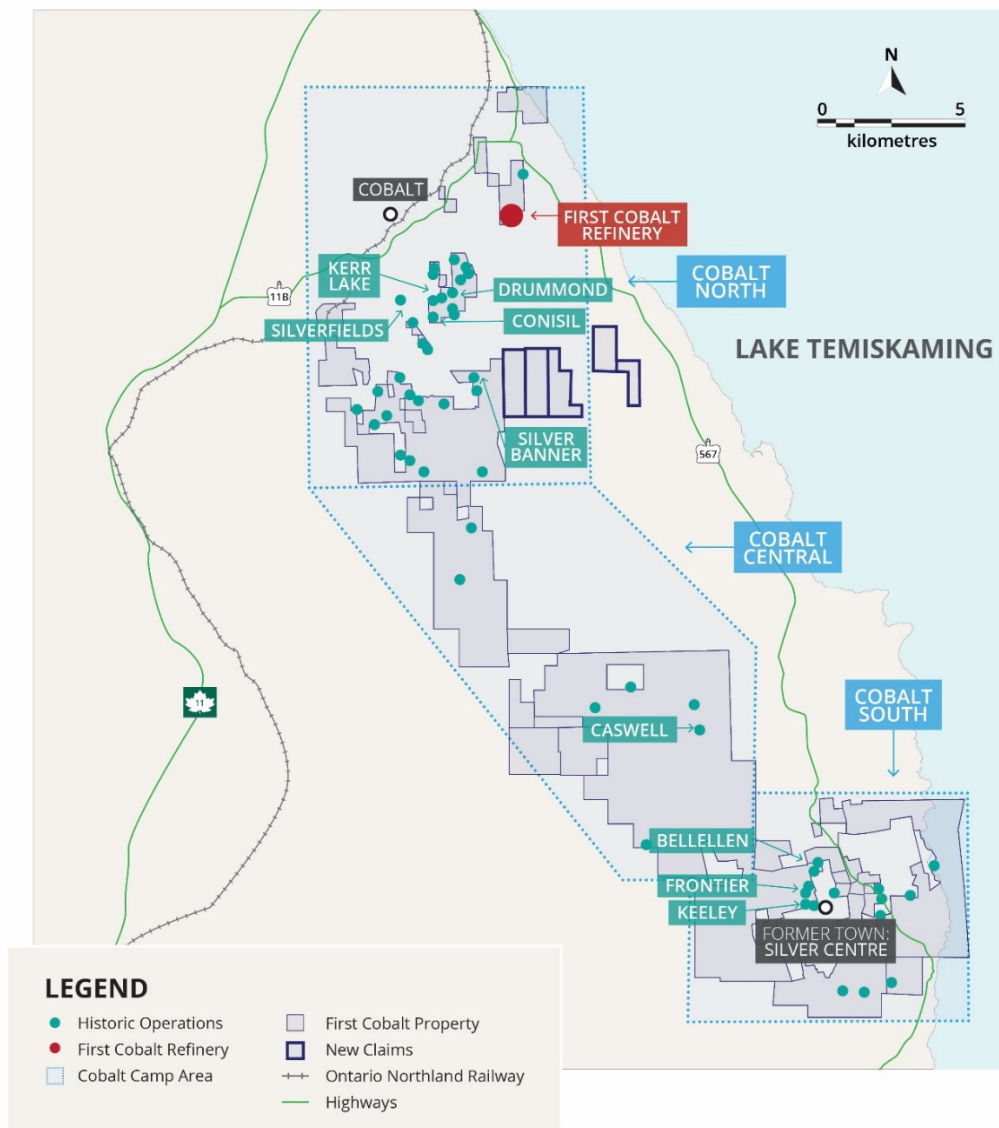 N
0 5
kilometres
COBALT
FIRST COBALT
REFINERY
KERR
LAKE
COBALT
NORTH
DRUMMOND
11B
SILVERFIELDS
CONISIL
LAKE TEMISKAMING
SILVER
BANNER
567
COBALT
CENTRAL
COBALT
SOUTH
11
CASWELL
BELLELLEN
FRONTIER
KEELEY
FORMER TOWN:
SILVER CENTRE
LEGEND
Historic Operations
First Cobalt Refinery
Cobalt Camp Area
First Cobalt Property
New Claims
Ontario Northland Railway
Highways